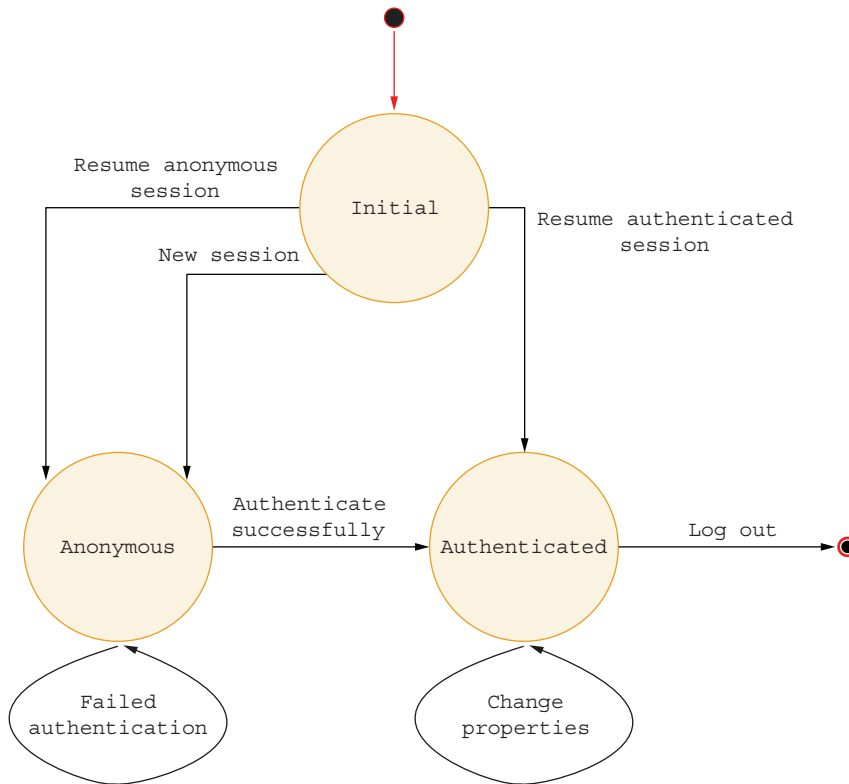 Resume anonymous
session
Initial
Resume authenticated
session
New session
Authenticate
successfully
Anonymous
Authenticated
Log out
Failed
authentication
Change
properties